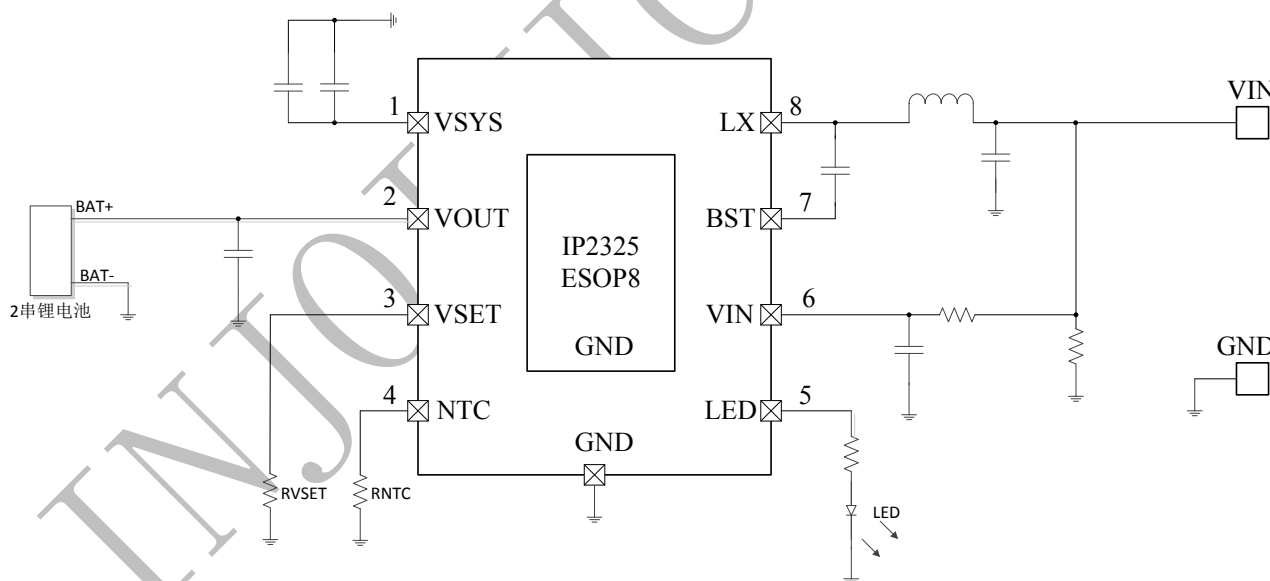 INJOINIC
1
VSYS
LX
8
VIN
BAT+
2
VOUT
BST
7
BAT-
2串锂电池
IP2325
ESOP8
3
VSET
VIN
6
GND
GND
4
NTC
LED
5
GND
RVSET
RNTC
LED